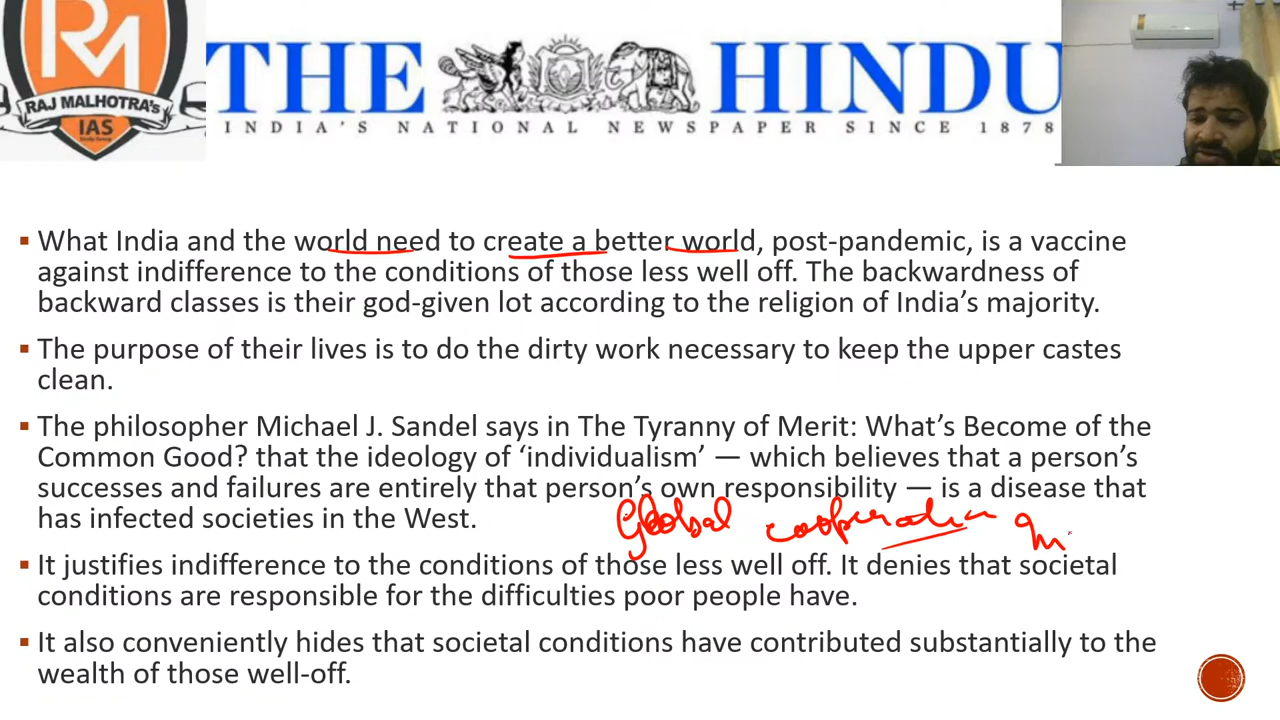 RM
RAJ MALHOTRA's
IAS
Study Group
THE HINDU
INDIA'S NATIONAL NEWSPAPER SINCE 1878
▪ What India and the world need to create a better world, post-pandemic, is a vaccine
against indifference to the conditions of those less well off. The backwardness of
backward classes is their god-given lot according to the religion of India's majority.
▪ The purpose of their lives is to do the dirty work necessary to keep the upper castes
clean.
▪ The philosopher Michael J. Sandel says in The Tyranny of Merit: What's Become of the
Common Good? that the ideology of ‘individualism’ — which believes that a person's
successes and failures are entirely that person's own responsibility — is a disease that
has infected societies in the West.
Global cooperation
▪ It justifies indifference to the conditions of those less well off. It denies that societal
conditions are responsible for the difficulties poor people have.
▪ It also conveniently hides that societal conditions have contributed substantially to the
wealth of those well-off.